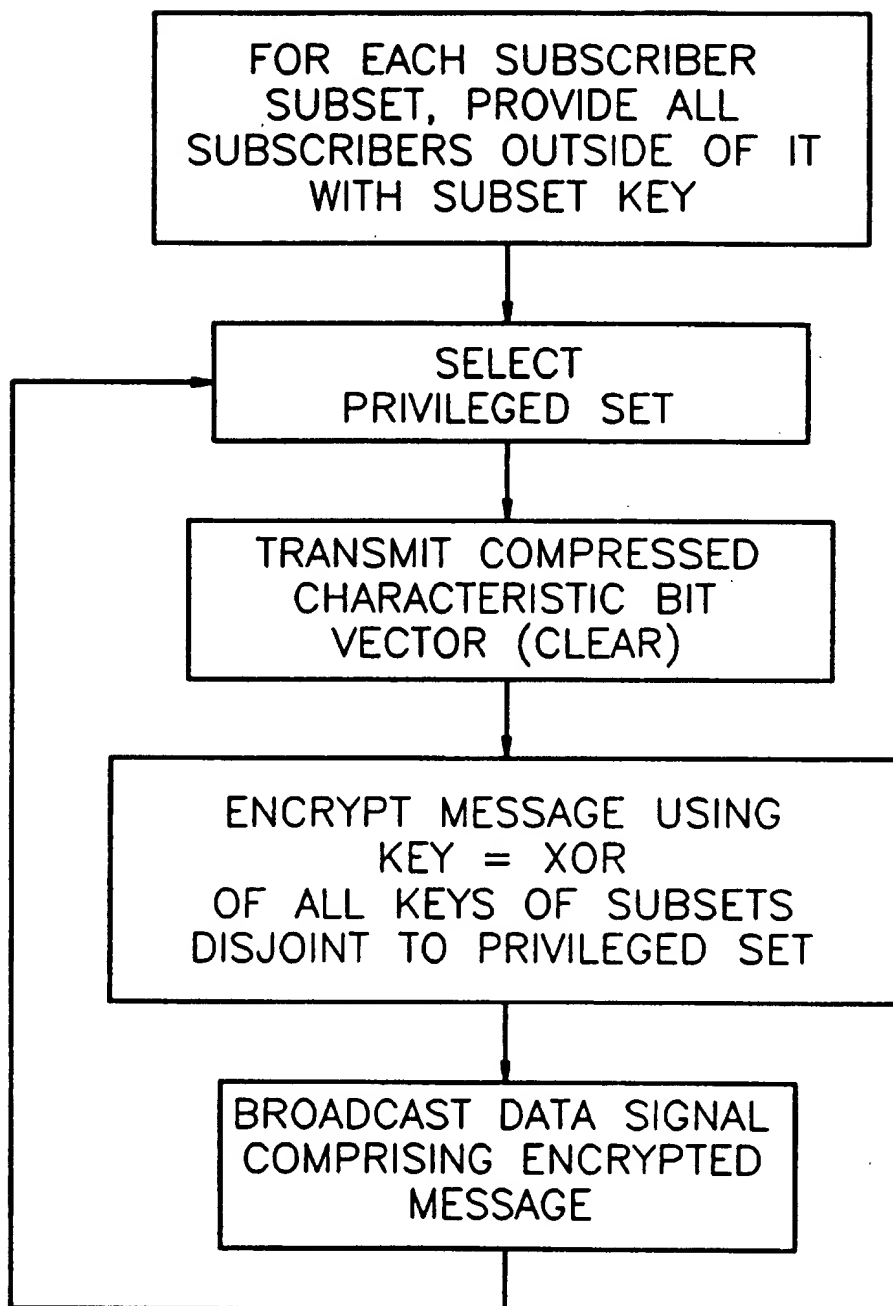 FOR EACH SUBSCRIBER
SUBSET, PROVIDE ALL
SUBSCRIBERS OUTSIDE OF IT
WITH SUBSET KEY
SELECT
PRIVILEGED SET
TRANSMIT COMPRESSED
CHARACTERISTIC BIT
VECTOR (CLEAR)
ENCRYPT MESSAGE USING
KEY = XOR
OF ALL KEYS OF SUBSETS
DISJOINT TO PRIVILEGED SET
BROADCAST DATA SIGNAL
COMPRISING ENCRYPTED
MESSAGE